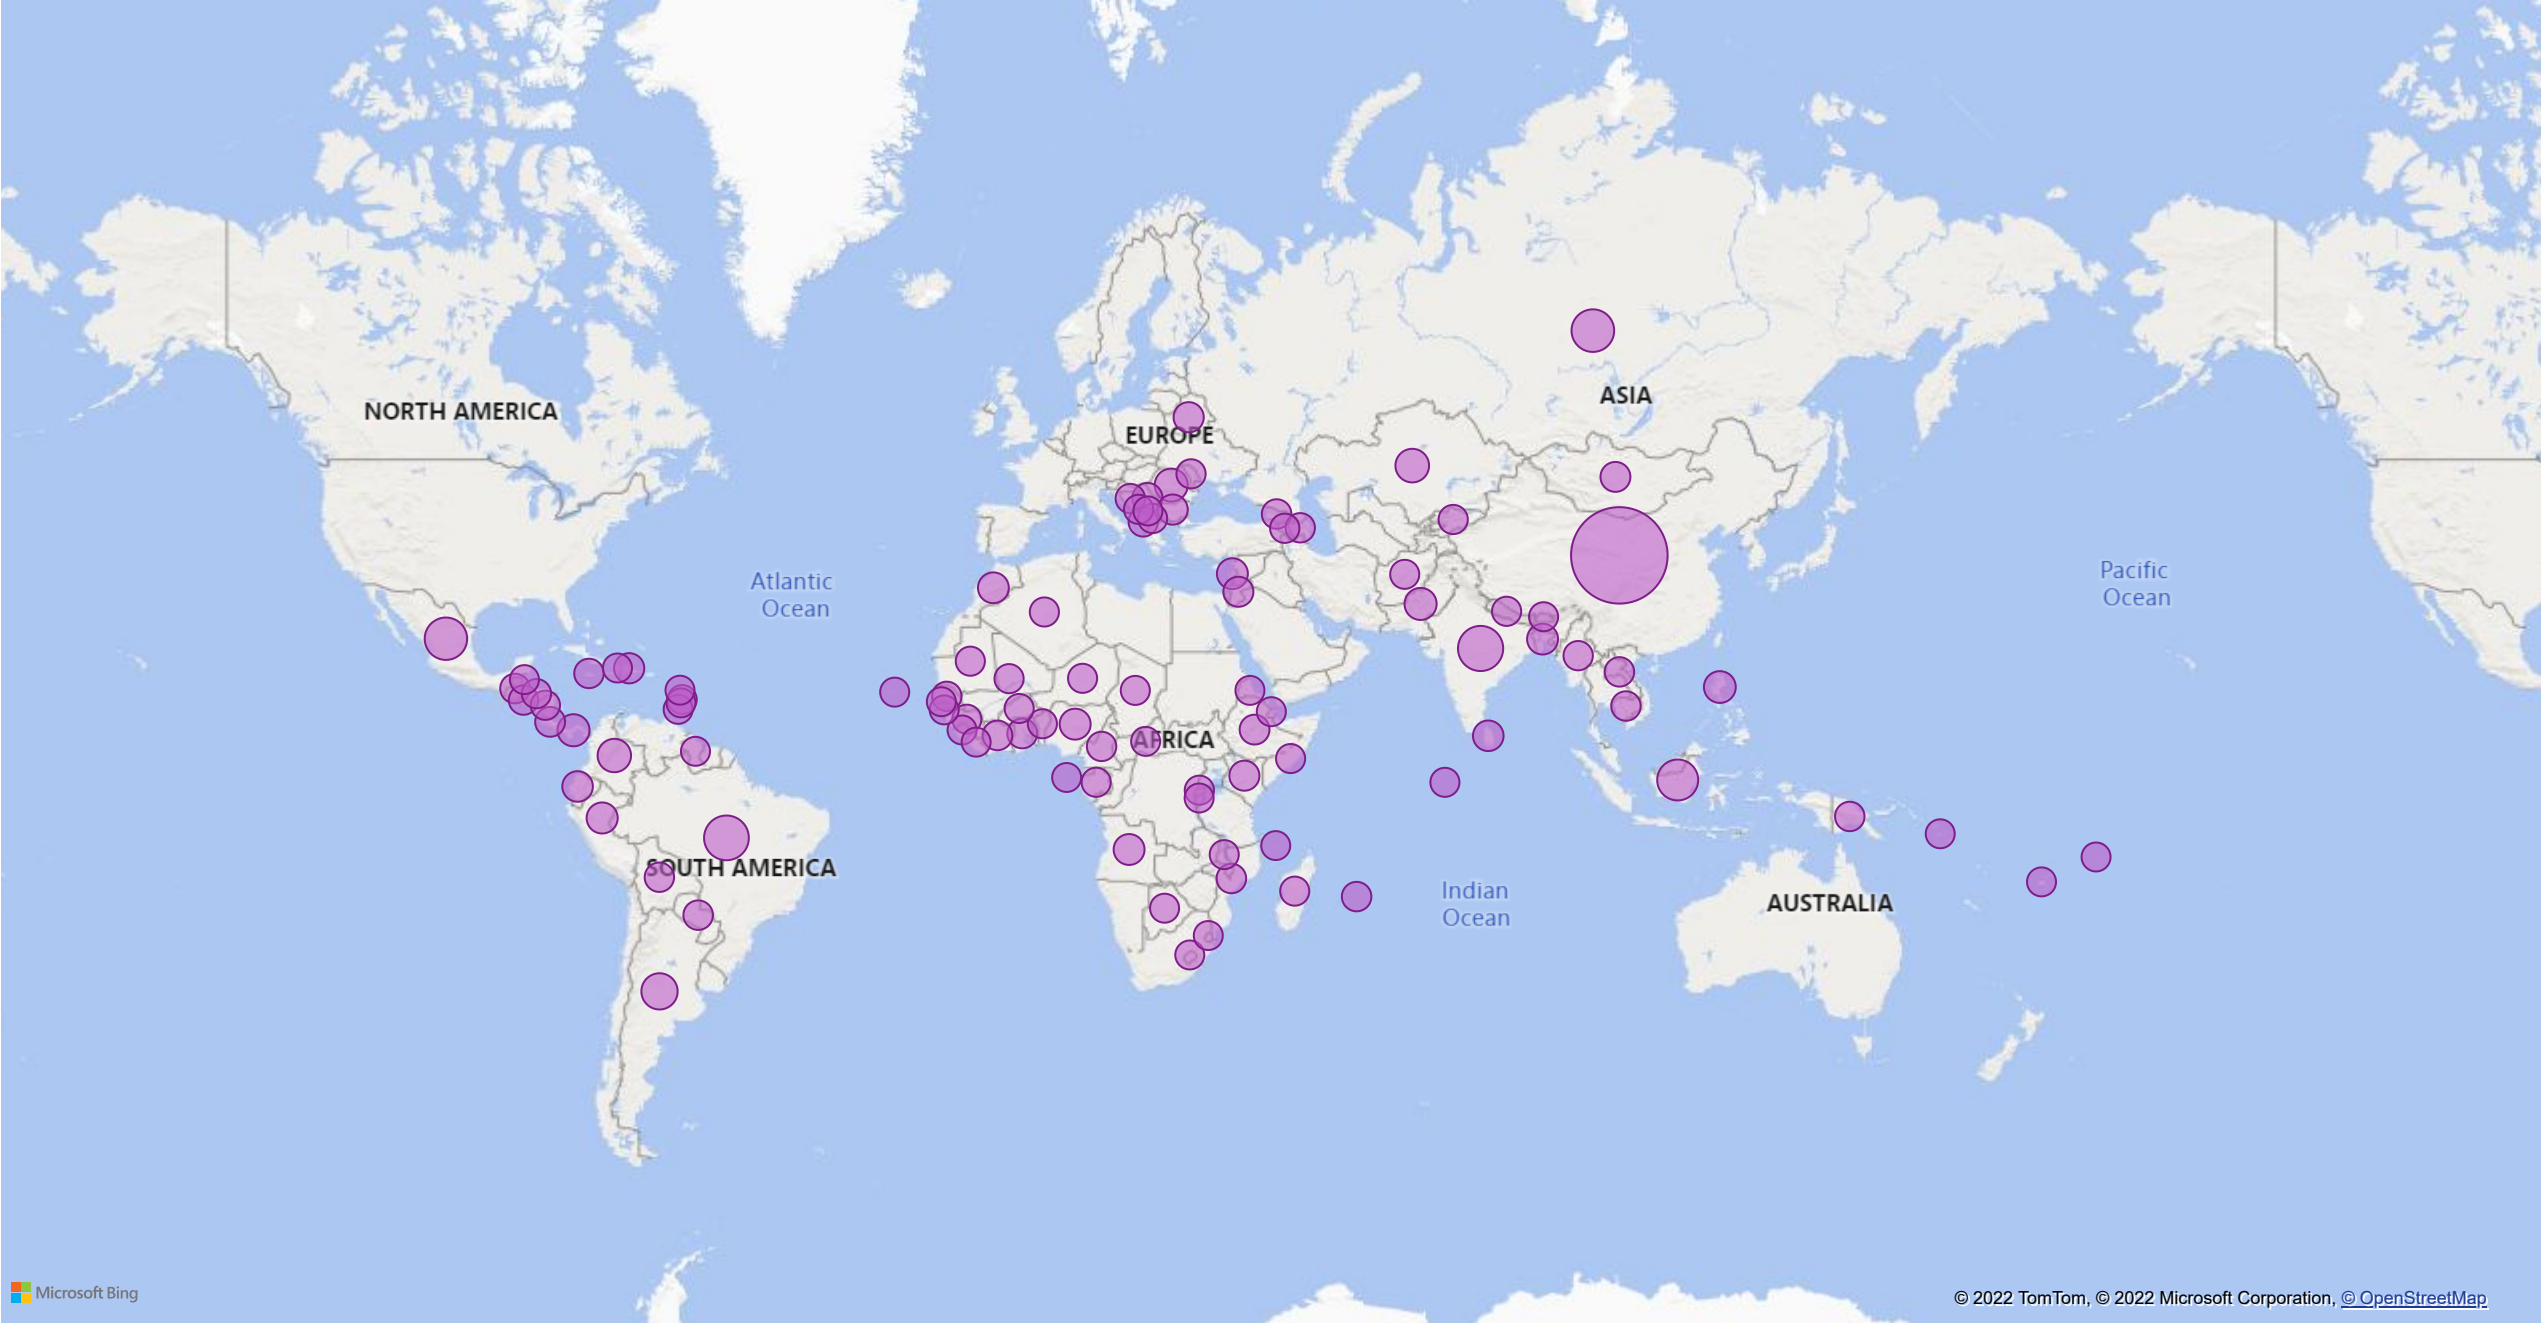 ASIA
NORTH AMERICA
EUROPE
Atlantic
Ocean
Pacific
Ocean
AFRICA
SOUTH AMERICA
Indian
Ocean
AUSTRALIA
Microsoft Bing
© 2022 TomTom, © 2022 Microsoft Corporation, © OpenStreetMap